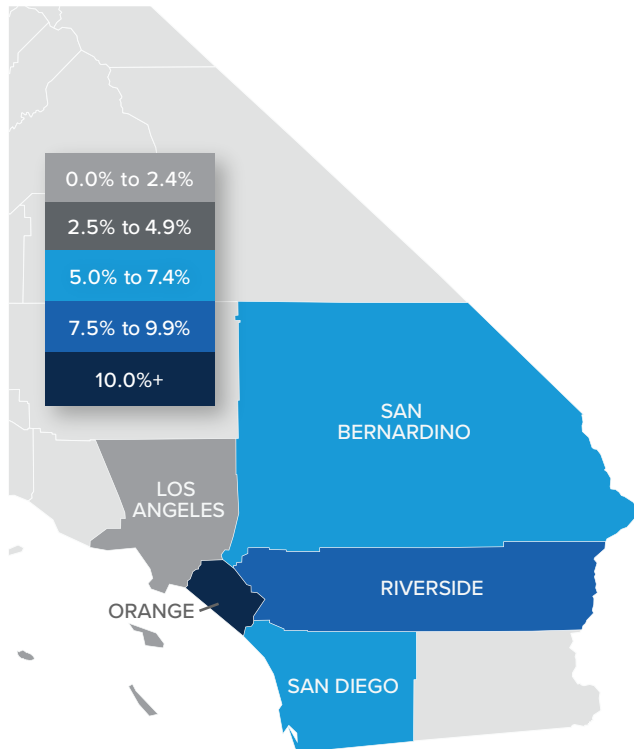 0.0% to 2.4%
2.5% to 4.9%
5.0% to 7.4%
7.5% to 9.9%
10.0%+
SAN
BERNARDINO
LOS
ANGELES
RIVERSIDE
ORANGE
SAN DIEGO